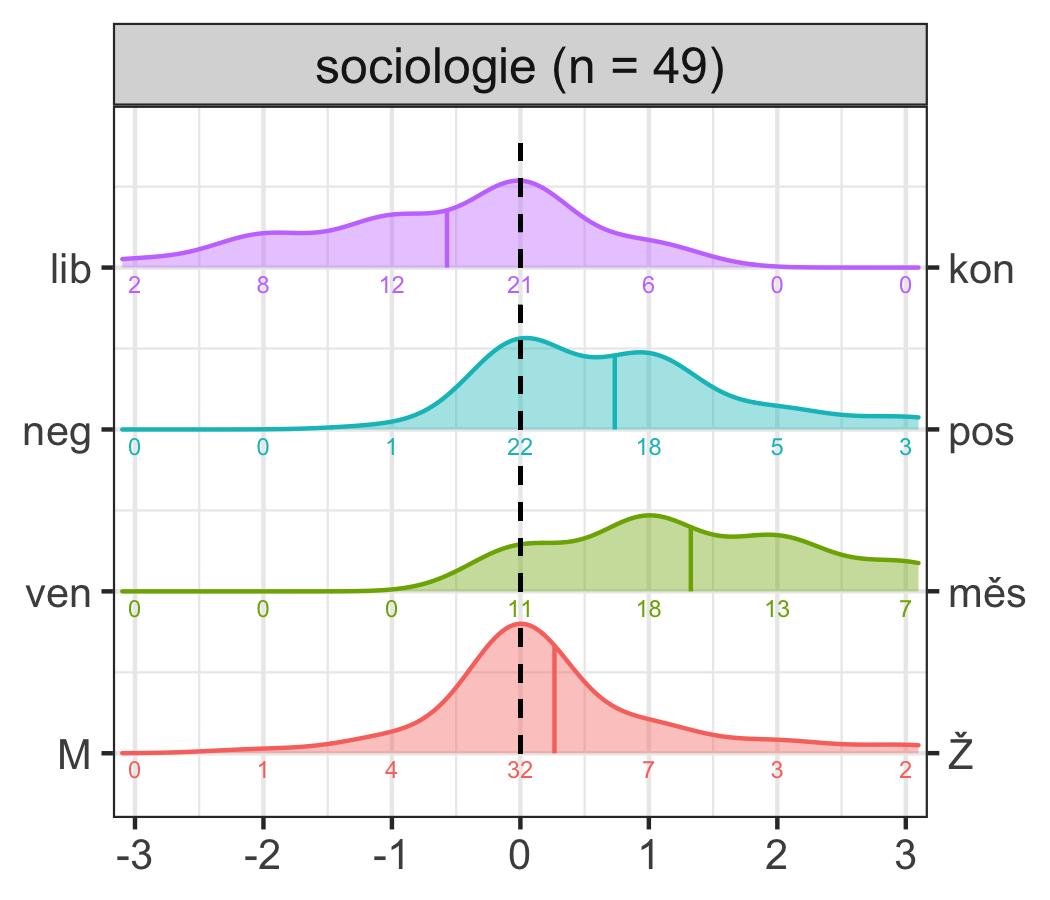 sociologie (n = 49)
lib kon
2 8 12 21 6 0 0
neg pos
0 0 1 22 18 5 3
ven měs
0 0 0 11 18 13 7
M Ž
0 1 4 32 7 3 2
-3 -2 -1 0 1 2 3